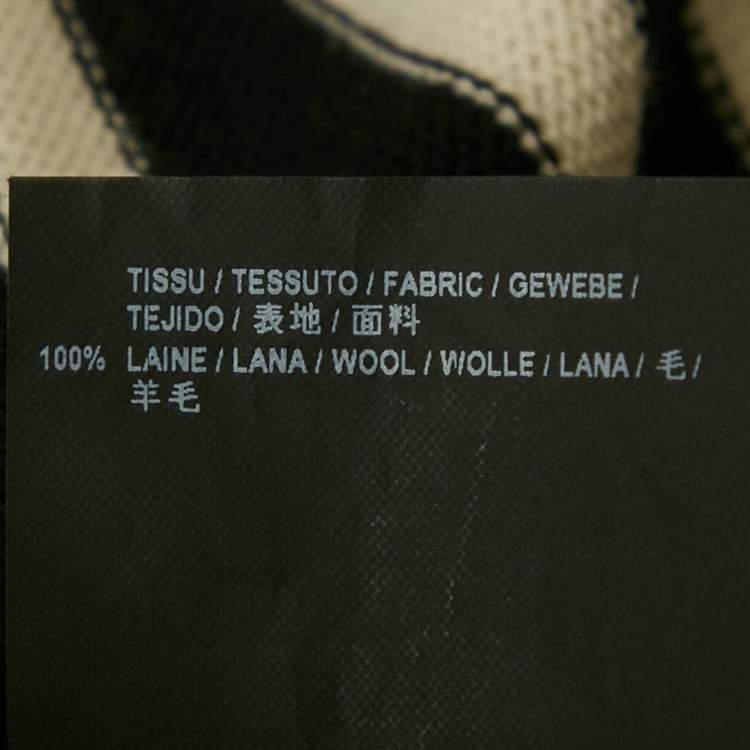 TISSU / TESSUTO / FABRIC / GEWEBE /
TEJIDO / 表地 / 面料
100% LAINE / LANA / WOOL / WOLLE / LANA / 毛 /
羊毛